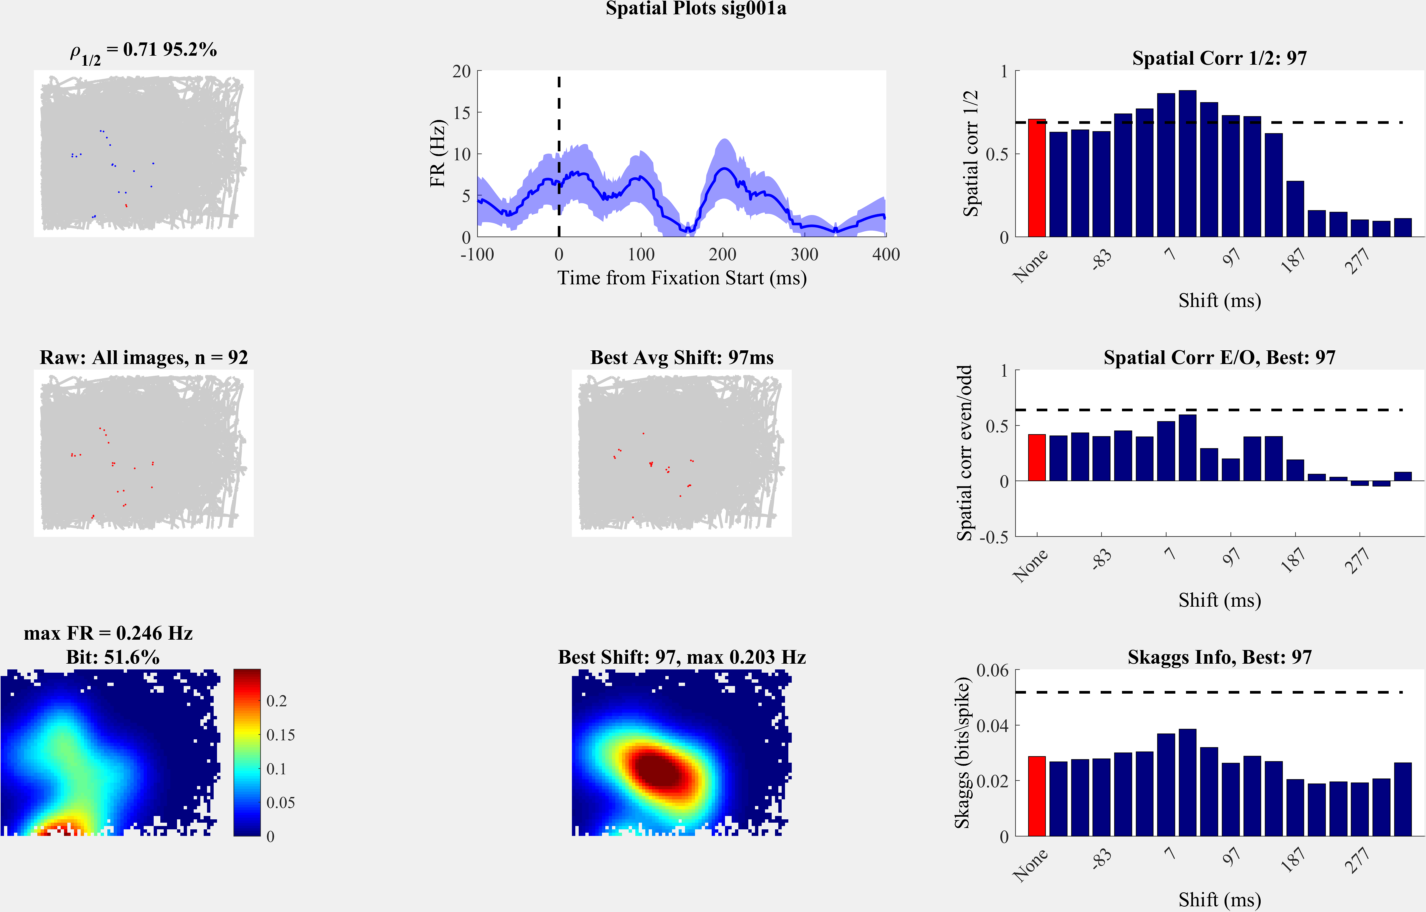 Spatial Plots sig001a
ρ1/2 = 0.71 95.2%
20
15
10
5
0
FR (Hz)
-100 0 100 200 300 400
Time from Fixation Start (ms)
Spatial Corr 1/2: 97
1
0.5
0
Spatial corr 1/2
None -83 7 97 187 277
Shift (ms)
Raw: All images, n = 92
Best Avg Shift: 97ms
Spatial Corr E/O, Best: 97
1
0.5
0
-0.5
Spatial corr even/odd
None -83 7 97 187 277
Shift (ms)
max FR = 0.246 Hz
Bit: 51.6%
0.2
0.15
0.1
0.05
0
Best Shift: 97, max 0.203 Hz
Skaggs Info, Best: 97
0.06
0.04
0.02
0
Skaggs (bits\spike)
None -83 7 97 187 277
Shift (ms)